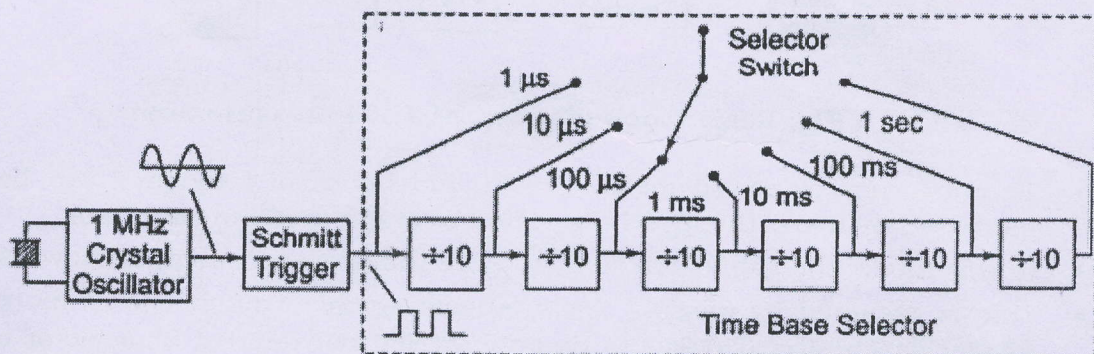 Selector
Switch
1 μs
10 μs
100 μs
1 ms
10 ms
100 ms
1 sec
1 MHz
Crystal
Oscillator
Schmitt
Trigger
÷10
÷10
÷10
÷10
÷10
÷10
Time Base Selector